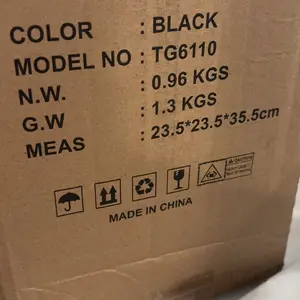 COLOR : BLACK
MODEL NO : TG6110
N.W. : 0.96 KGS
G.W : 1.3 KGS
MEAS : 23.5*23.5*35.5cm
CAUTION
MADE IN CHINA